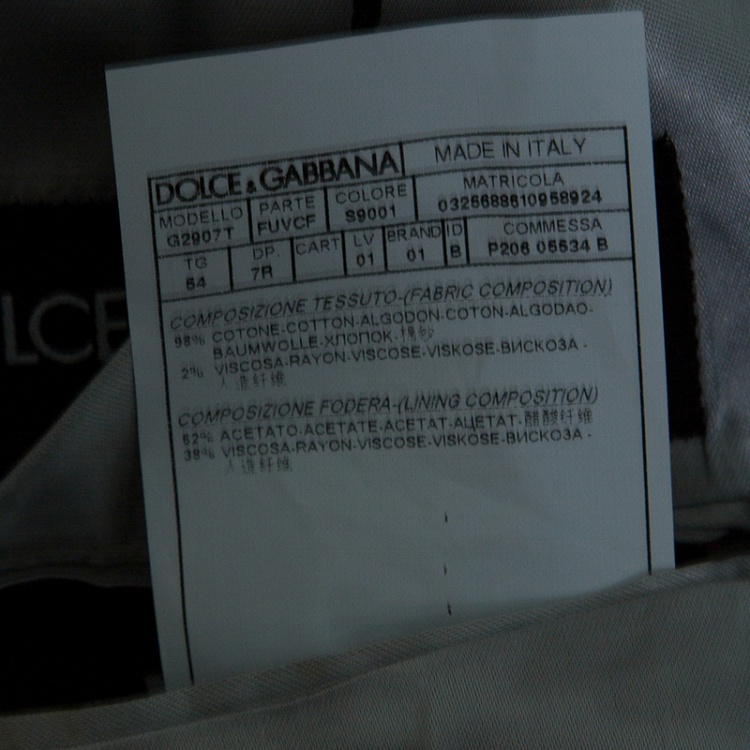 DOLCE & GABBANA MADE IN ITALY
MODELLO PARTE COLORE MATRICOLA
G2907T FUVCF S9001 0325688610958924
TG DP. CART LV BRAND ID COMMESSA
54 7R 01 01 B P206 05534 B
COMPOSIZIONE TESSUTO-(FABRIC COMPOSITION)
98% COTONE-COTTON-ALGODON-COTON-ALGODAO-
BAUMWOLLE-ХЛОПОК-棉纱
2% VISCOSA-RAYON-VISCOSE-VISKOSE-ВИСКОЗА-
人造纤维
COMPOSIZIONE FODERA-(LINING COMPOSITION)
62% ACETATO-ACETATE-ACETAT-АЦЕТАТ-醋酸纤维
38% VISCOSA-RAYON-VISCOSE-VISKOSE-ВИСКОЗА-
人造纤维
LCE